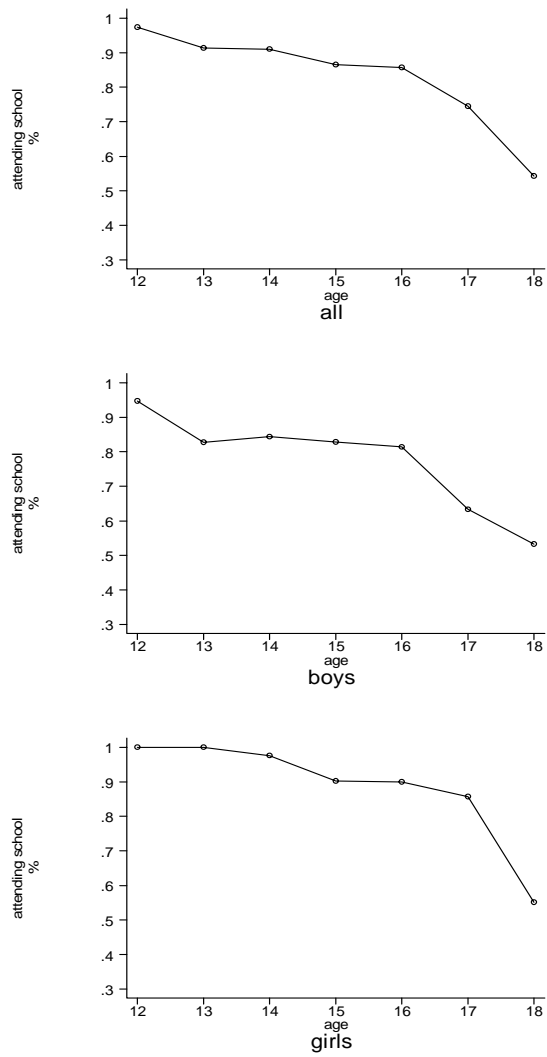 attending school
%
1
.9
.8
.7
.6
.5
.4
.3
12 13 14 15 16 17 18
age
all
attending school
%
1
.9
.8
.7
.6
.5
.4
.3
12 13 14 15 16 17 18
age
boys
attending school
%
1
.9
.8
.7
.6
.5
.4
.3
12 13 14 15 16 17 18
age
girls